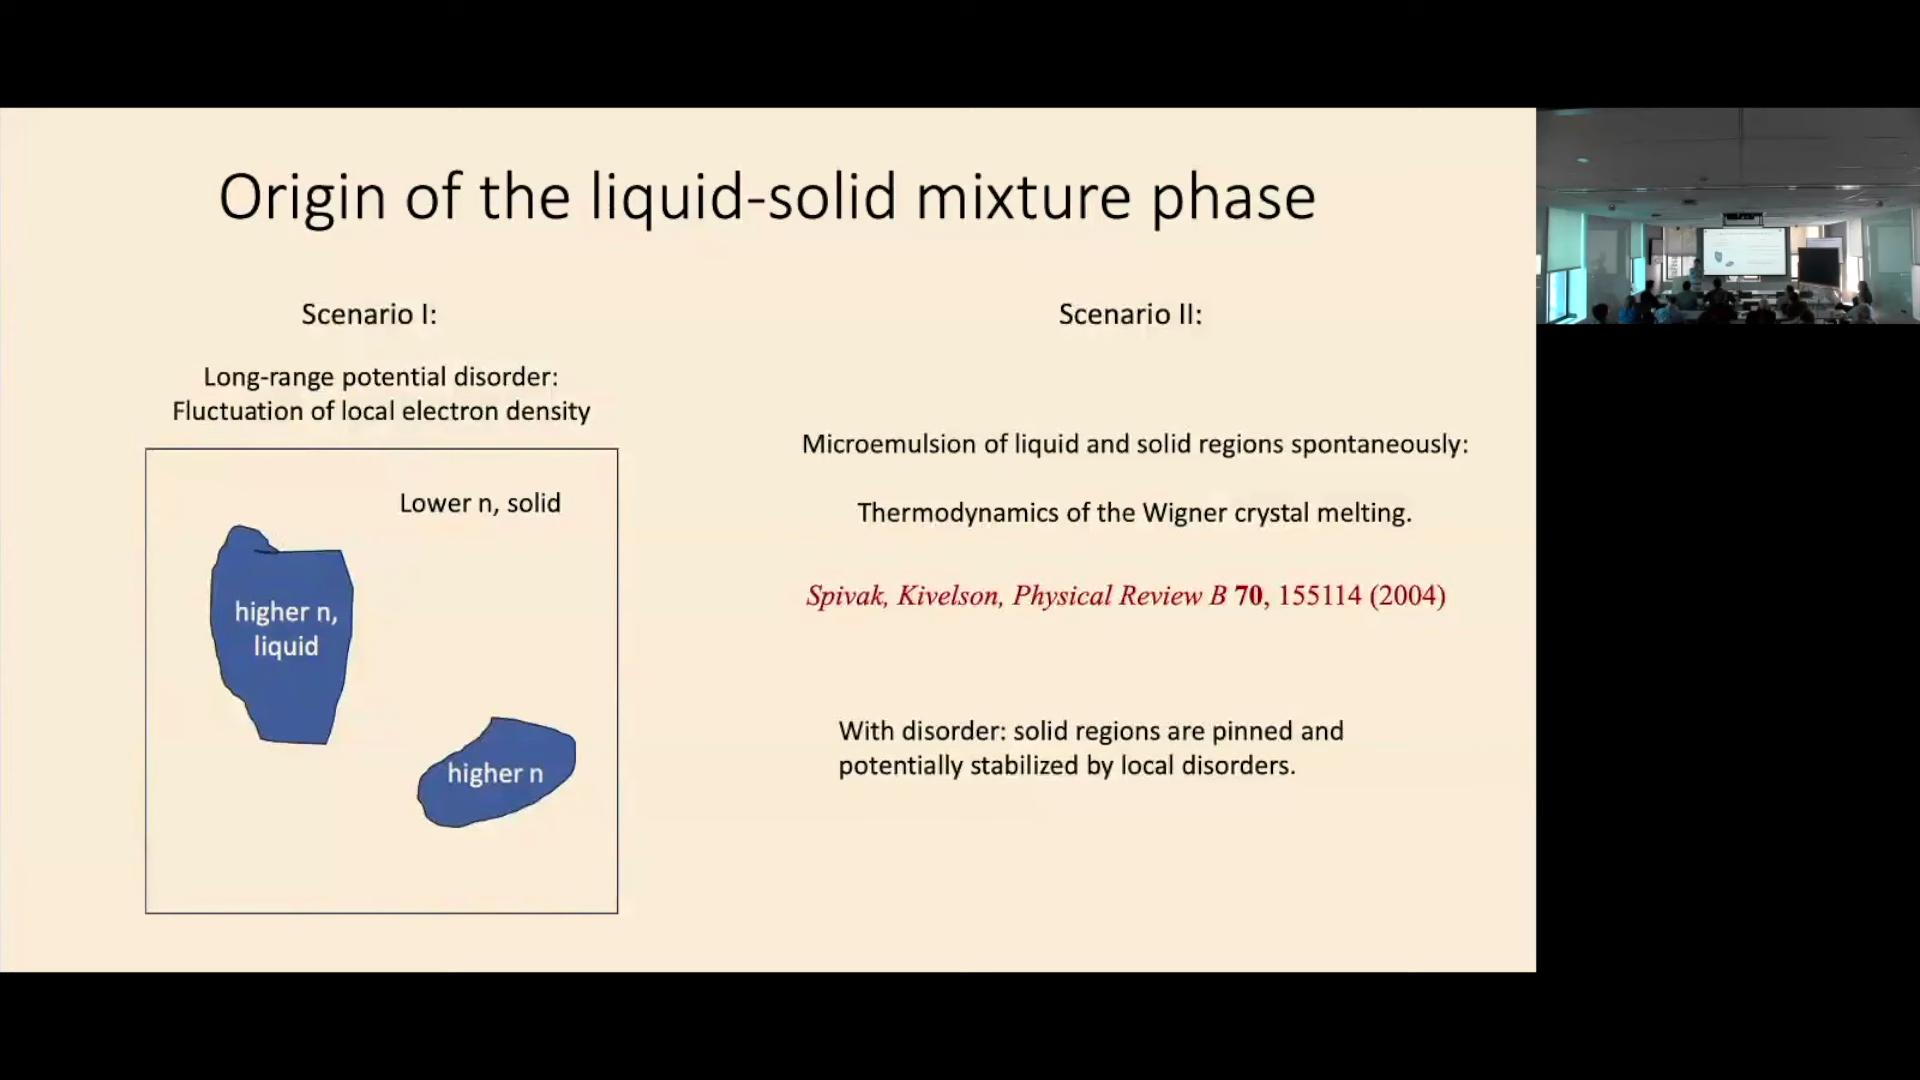 Origin of the liquid-solid mixture phase
Scenario I:
Long-range potential disorder:
Fluctuation of local electron density
Lower n, solid
higher n,
liquid
higher n
Scenario II:
Microemulsion of liquid and solid regions spontaneously:
Thermodynamics of the Wigner crystal melting.
Spivak, Kivelson, Physical Review B 70, 155114 (2004)
With disorder: solid regions are pinned and
potentially stabilized by local disorders.